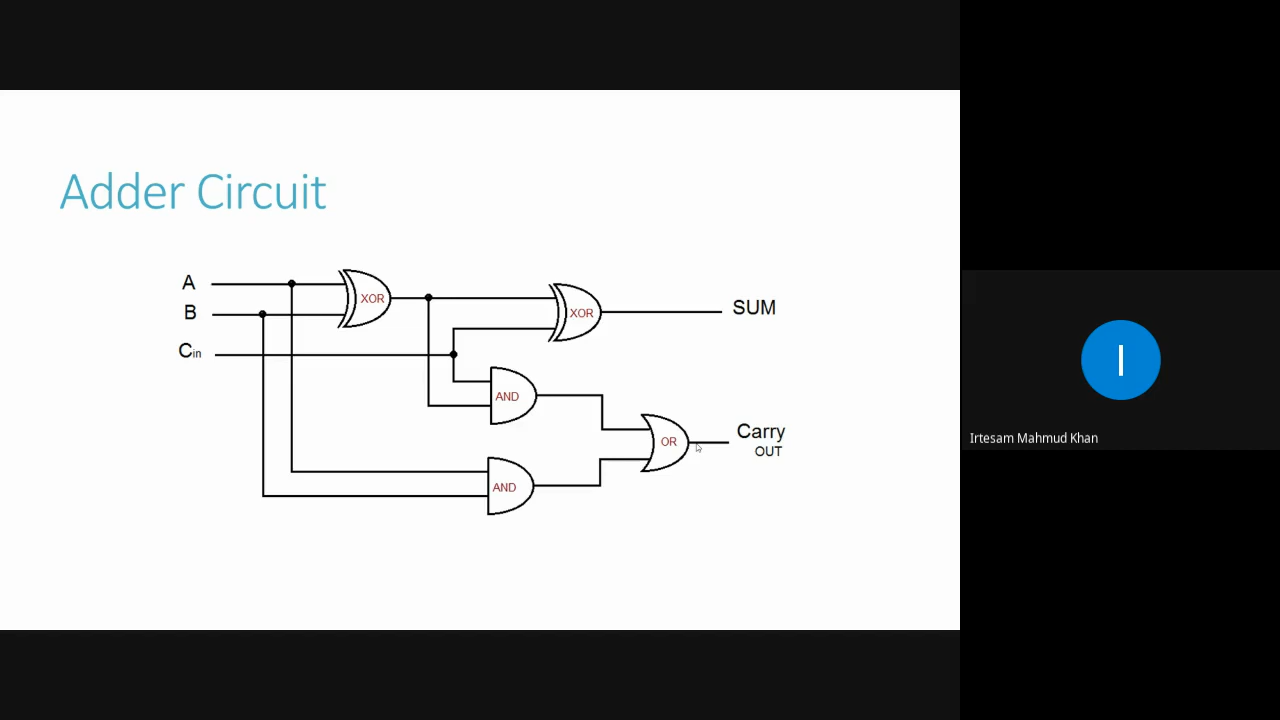 Adder Circuit
A
B
Cin
XOR
XOR
SUM
AND
AND
OR
Carry
OUT
I
Irtesam Mahmud Khan